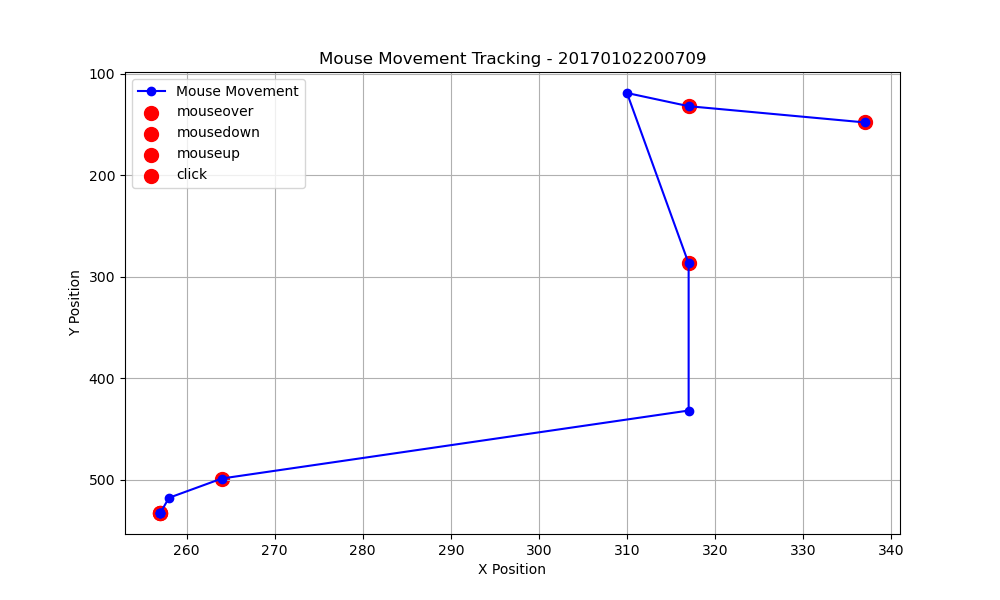 Mouse Movement Tracking - 20170102200709
Mouse Movement
mouseover
mousedown
mouseup
click
100
200
300
400
500
Y Position
260 270 280 290 300 310 320 330 340
X Position